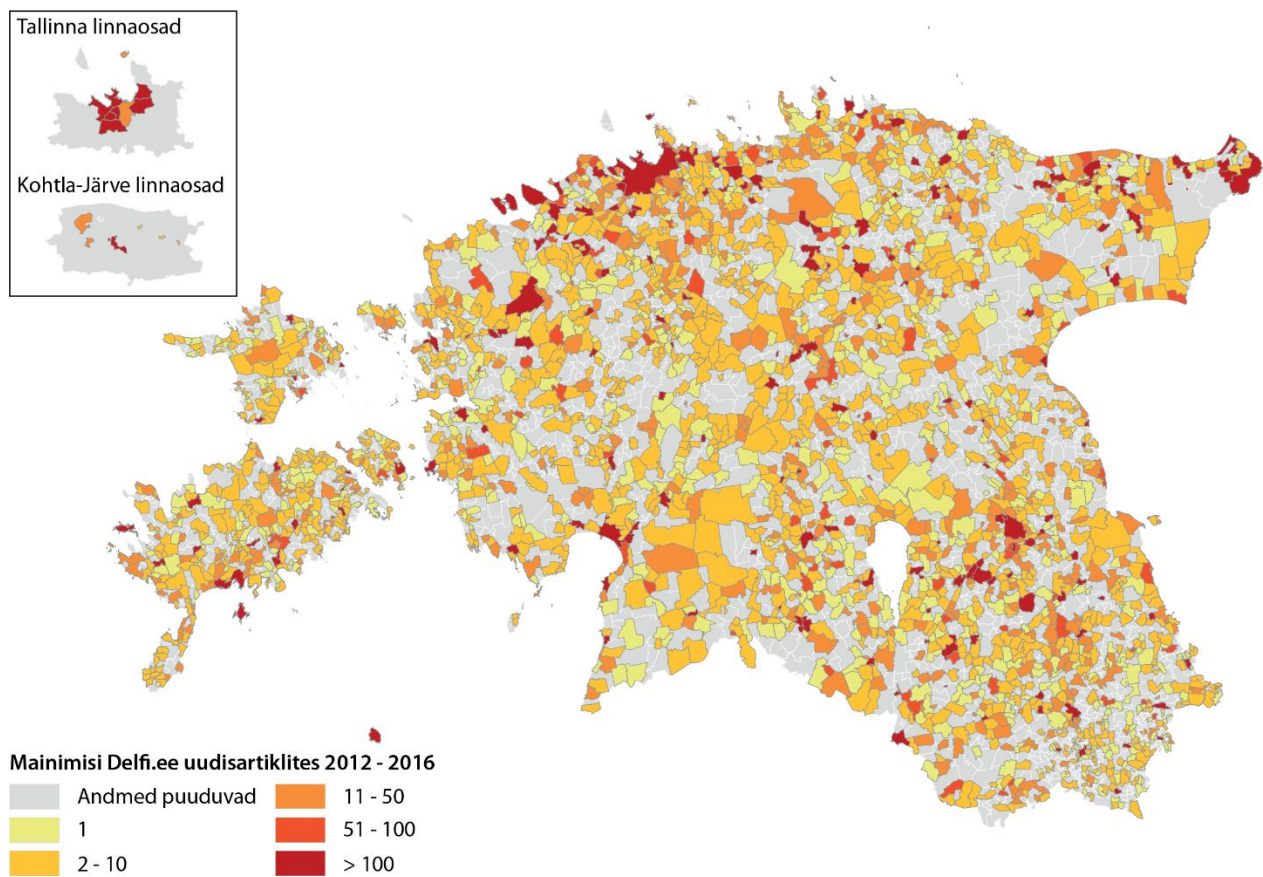 Tallinna linnaosad
Kohtla-Järve linnaosad
Mainimisi Delfi.ee uudisartiklites 2012 - 2016
Andmed puuduvad
1
2 - 10
11 - 50
51 - 100
> 100